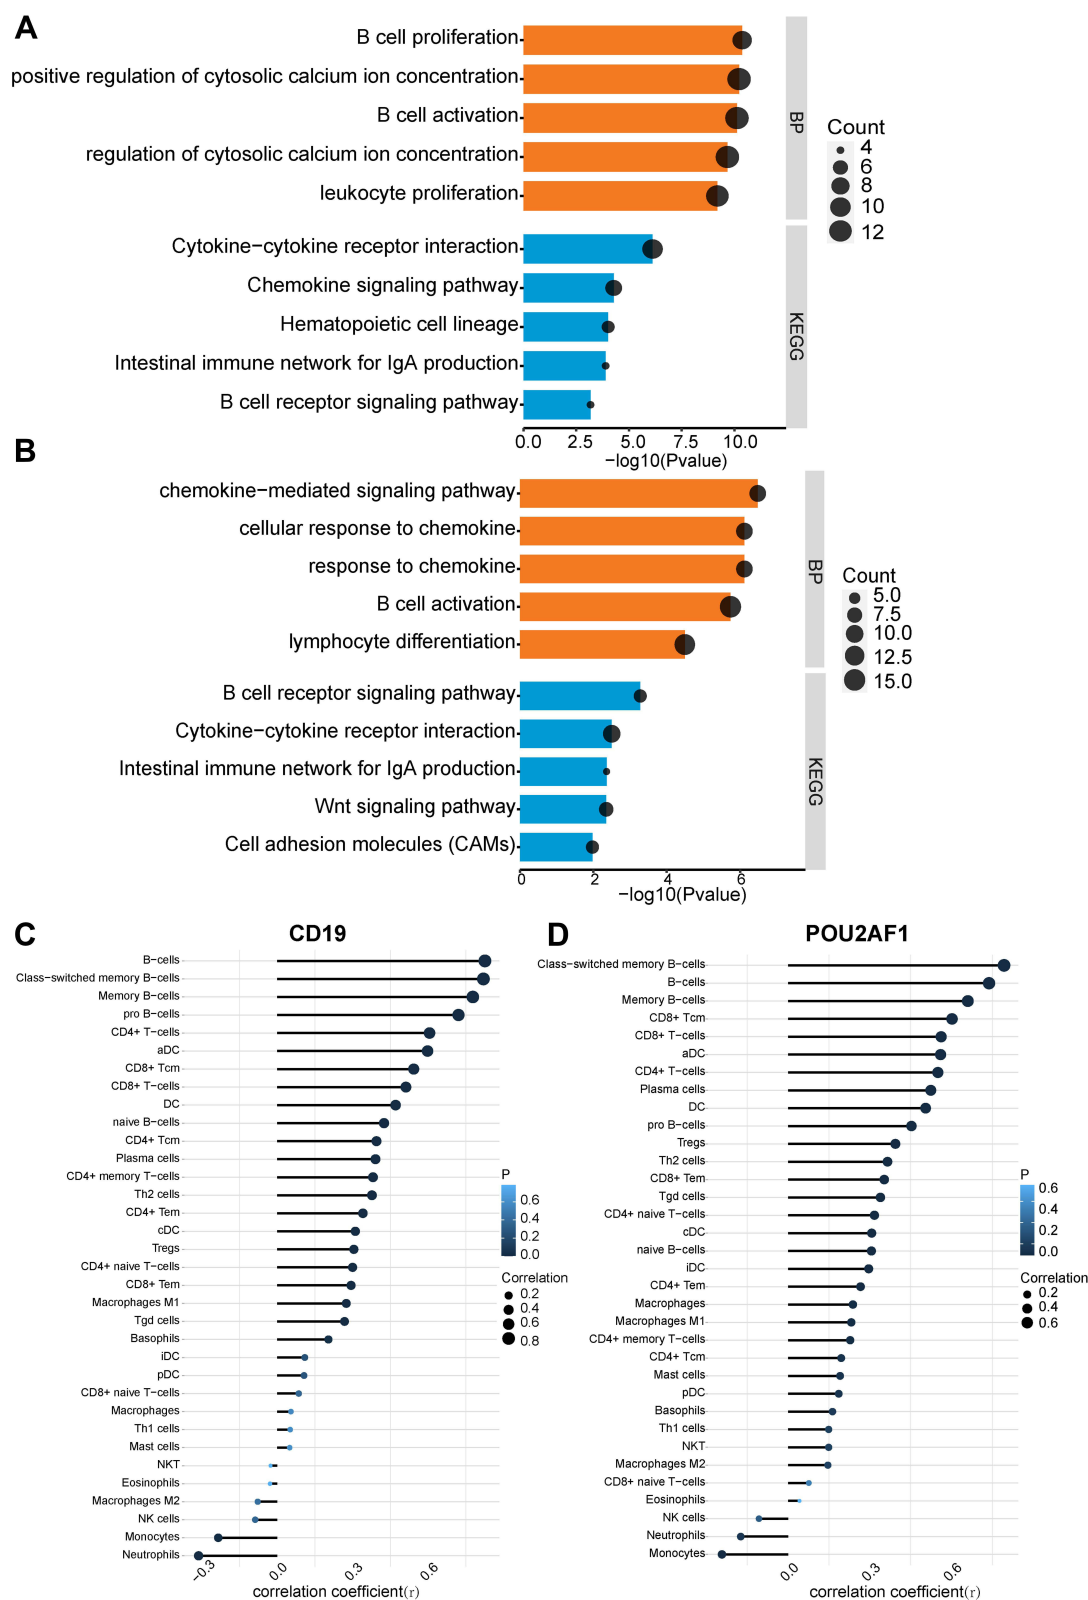 A
B cell proliferation
positive regulation of cytosolic calcium ion concentration
B cell activation
regulation of cytosolic calcium ion concentration
leukocyte proliferation
BP
Cytokine−cytokine receptor interaction
Chemokine signaling pathway
Hematopoietic cell lineage
Intestinal immune network for IgA production
B cell receptor signaling pathway
KEGG
0.0 2.5 5.0 7.5 10.0
−log10(Pvalue)
Count
4
6
8
10
12
B
chemokine−mediated signaling pathway
cellular response to chemokine
response to chemokine
B cell activation
lymphocyte differentiation
BP
B cell receptor signaling pathway
Cytokine−cytokine receptor interaction
Intestinal immune network for IgA production
Wnt signaling pathway
Cell adhesion molecules (CAMs)
KEGG
0 2 4 6
−log10(Pvalue)
Count
5.0
7.5
10.0
12.5
15.0
C
CD19
B−cells
Class−switched memory B−cells
Memory B−cells
pro B−cells
CD4+ T−cells
aDC
CD8+ Tcm
CD8+ T−cells
DC
naive B−cells
CD4+ Tcm
Plasma cells
CD4+ memory T−cells
Th2 cells
CD4+ Tem
cDC
Tregs
CD4+ naive T−cells
CD8+ Tem
Macrophages M1
Tgd cells
Basophils
iDC
pDC
CD8+ naive T−cells
Macrophages
Th1 cells
Mast cells
NKT
Eosinophils
Macrophages M2
NK cells
Monocytes
Neutrophils
−0.3 0.0 0.3 0.6
correlation coefficient(r)
P
0.6
0.4
0.2
0.0
Correlation
0.2
0.4
0.6
0.8
D
POU2AF1
Class−switched memory B−cells
B−cells
Memory B−cells
CD8+ Tcm
CD8+ T−cells
aDC
CD4+ T−cells
Plasma cells
DC
pro B−cells
Tregs
Th2 cells
CD8+ Tem
Tgd cells
CD4+ naive T−cells
cDC
naive B−cells
iDC
CD4+ Tem
Macrophages
Macrophages M1
CD4+ memory T−cells
CD4+ Tcm
Mast cells
pDC
Basophils
Th1 cells
NKT
Macrophages M2
CD8+ naive T−cells
Eosinophils
NK cells
Neutrophils
Monocytes
0.0 0.3 0.6
correlation coefficient(r)
P
0.6
0.4
0.2
0.0
Correlation
0.2
0.4
0.6